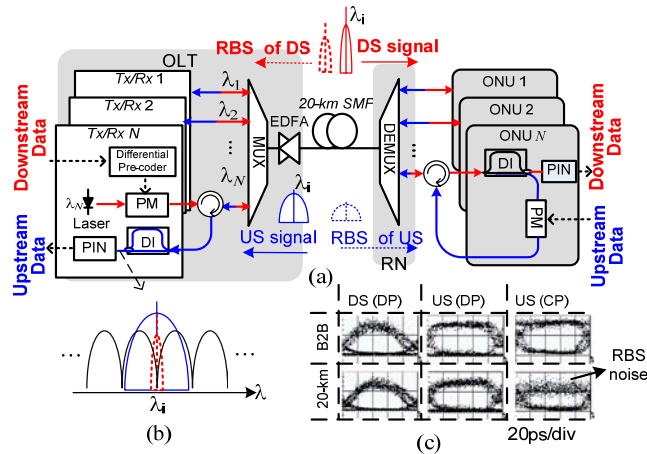 RBS of DS
λi
DS signal
OLT
Tx/Rx 1
Tx/Rx 2
Tx/Rx N
Differential
Pre-coder
λN
Laser
PM
PIN
DI
Downstream
Data
Upstream
Data
λ1
λ2
...
λN
MUX
EDFA
20-km SMF
λi
US signal
RBS of US
DEMUX
...
RN
ONU 1
ONU 2
ONU N
DI
PIN
PM
Downstream
Data
Upstream
Data
(a)
...
...
λi
λ
(b)
DS (DP)
US (DP)
US (CP)
B2B
20-km
RBS
noise
20ps/div
(c)